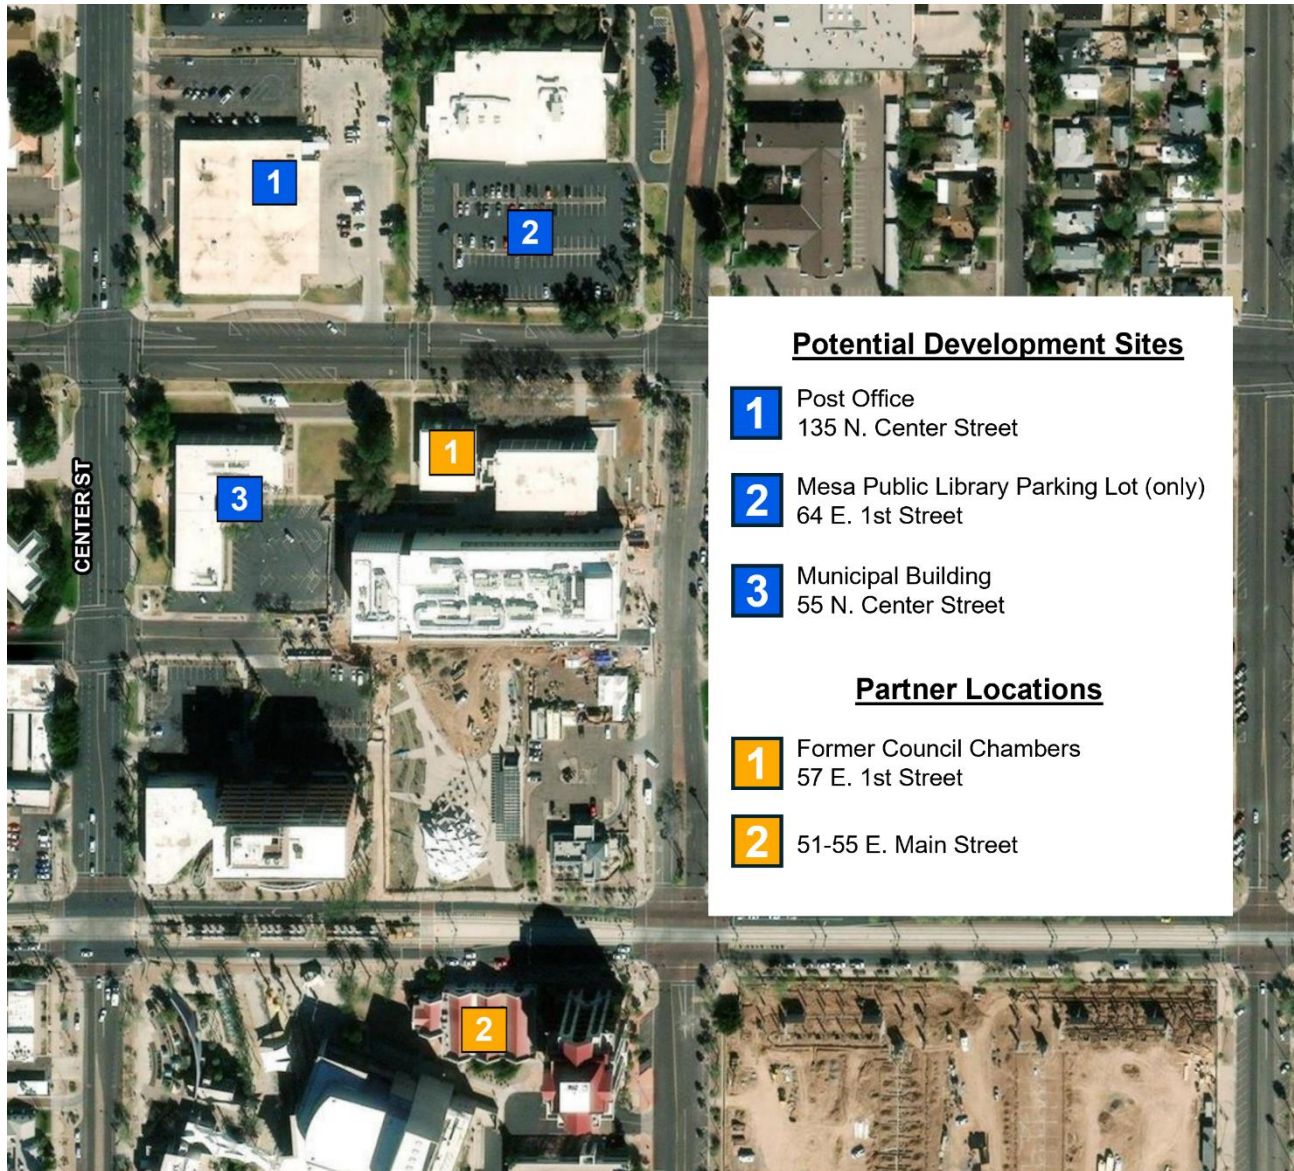 1
2
3
1
2
CENTER ST
Potential Development Sites
1 Post Office
135 N. Center Street
2 Mesa Public Library Parking Lot (only)
64 E. 1st Street
3 Municipal Building
55 N. Center Street
Partner Locations
1 Former Council Chambers
57 E. 1st Street
2 51-55 E. Main Street